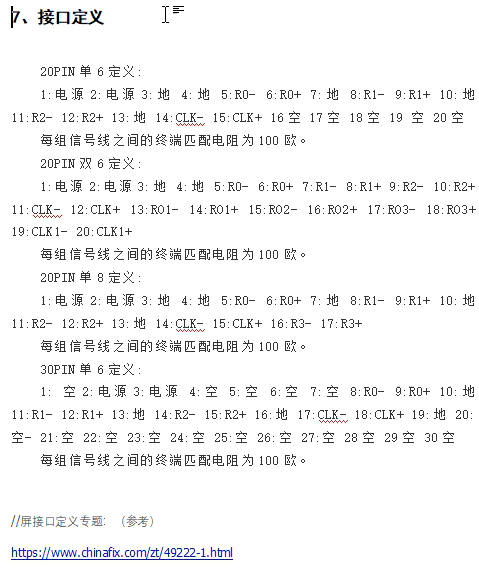 7、接口定义
20PIN 单 6 定义:
1:电源 2:电源 3:地 4:地 5:R0- 6:R0+ 7:地 8:R1- 9:R1+ 10:地
11:R2- 12:R2+ 13:地 14:CLK- 15:CLK+ 16 空 17 空 18 空 19 空 20 空
每组信号线之间的终端匹配电阻为 100 欧。
20PIN 双 6 定义:
1:电源 2:电源 3:地 4:地 5:R0- 6:R0+ 7:R1- 8:R1+ 9:R2- 10:R2+
11:CLK- 12:CLK+ 13:RO1- 14:RO1+ 15:RO2- 16:RO2+ 17:RO3- 18:RO3+
19:CLK1- 20:CLK1+
每组信号线之间的终端匹配电阻为 100 欧。
20PIN 单 8 定义:
1:电源 2:电源 3:地 4:地 5:R0- 6:R0+ 7:地 8:R1- 9:R1+ 10:地
11:R2- 12:R2+ 13:地 14:CLK- 15:CLK+ 16:R3- 17:R3+
每组信号线之间的终端匹配电阻为 100 欧。
30PIN 单 6 定义:
1: 空 2:电源 3:电源 4:空 5:空 6:空 7:空 8:R0- 9:R0+ 10:地
11:R1- 12:R1+ 13:地 14:R2- 15:R2+ 16:地 17:CLK- 18:CLK+ 19:地 20:
空- 21:空 22:空 23:空 24:空 25:空 26:空 27:空 28 空 29 空 30 空
每组信号线之间的终端匹配电阻为 100 欧。
//屏接口定义专题: （参考）
https://www.chinafix.com/zt/49222-1.html